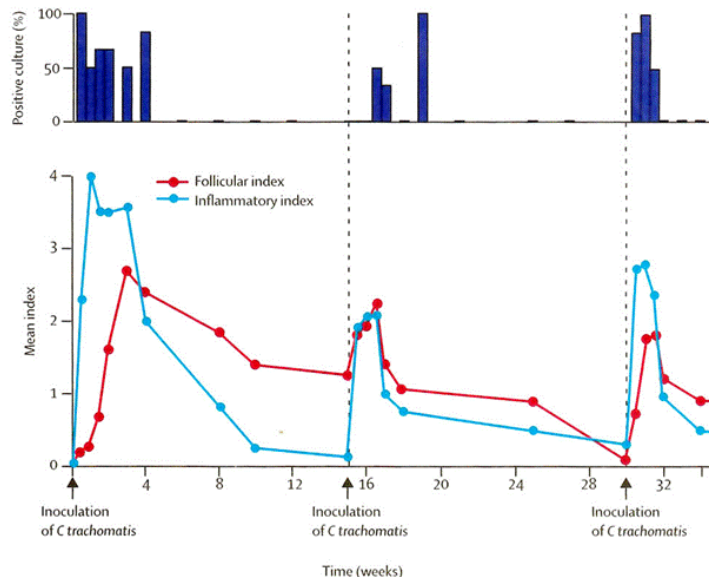 Positive culture (%)
100
50
0
Follicular index
Inflammatory index
Mean index
4
3
2
1
0
4 8 12 16 20 24 28 32
Inoculation
of C trachomatis
Inoculation
of C trachomatis
Inoculation
of C trachomatis
Time (weeks)